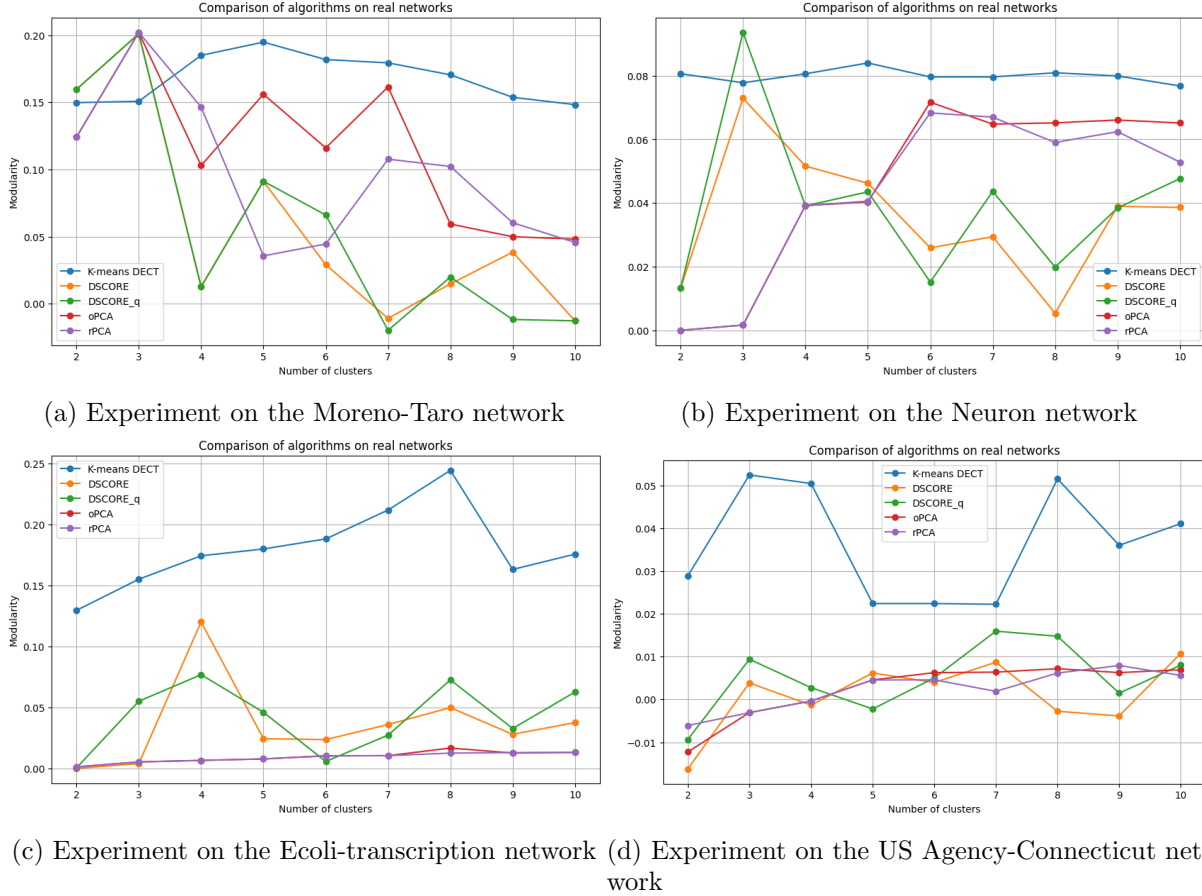 Comparison of algorithms on real networks
0.20
0.15
0.10
0.05
0.00
Modularity
K-means DECT
DSCORE
DSCORE_q
oPCA
rPCA
2 3 4 5 6 7 8 9 10
Number of clusters
(a) Experiment on the Moreno-Taro network
Comparison of algorithms on real networks
0.08
0.06
0.04
0.02
0.00
Modularity
K-means DECT
DSCORE
DSCORE_q
oPCA
rPCA
2 3 4 5 6 7 8 9 10
Number of clusters
(b) Experiment on the Neuron network
Comparison of algorithms on real networks
0.25
0.20
0.15
0.10
0.05
0.00
Modularity
K-means DECT
DSCORE
DSCORE_q
oPCA
rPCA
2 3 4 5 6 7 8 9 10
Number of clusters
(c) Experiment on the Ecoli-transcription network
Comparison of algorithms on real networks
0.05
0.04
0.03
0.02
0.01
0.00
−0.01
Modularity
K-means DECT
DSCORE
DSCORE_q
oPCA
rPCA
2 3 4 5 6 7 8 9 10
Number of clusters
(d) Experiment on the US Agency-Connecticut net
work